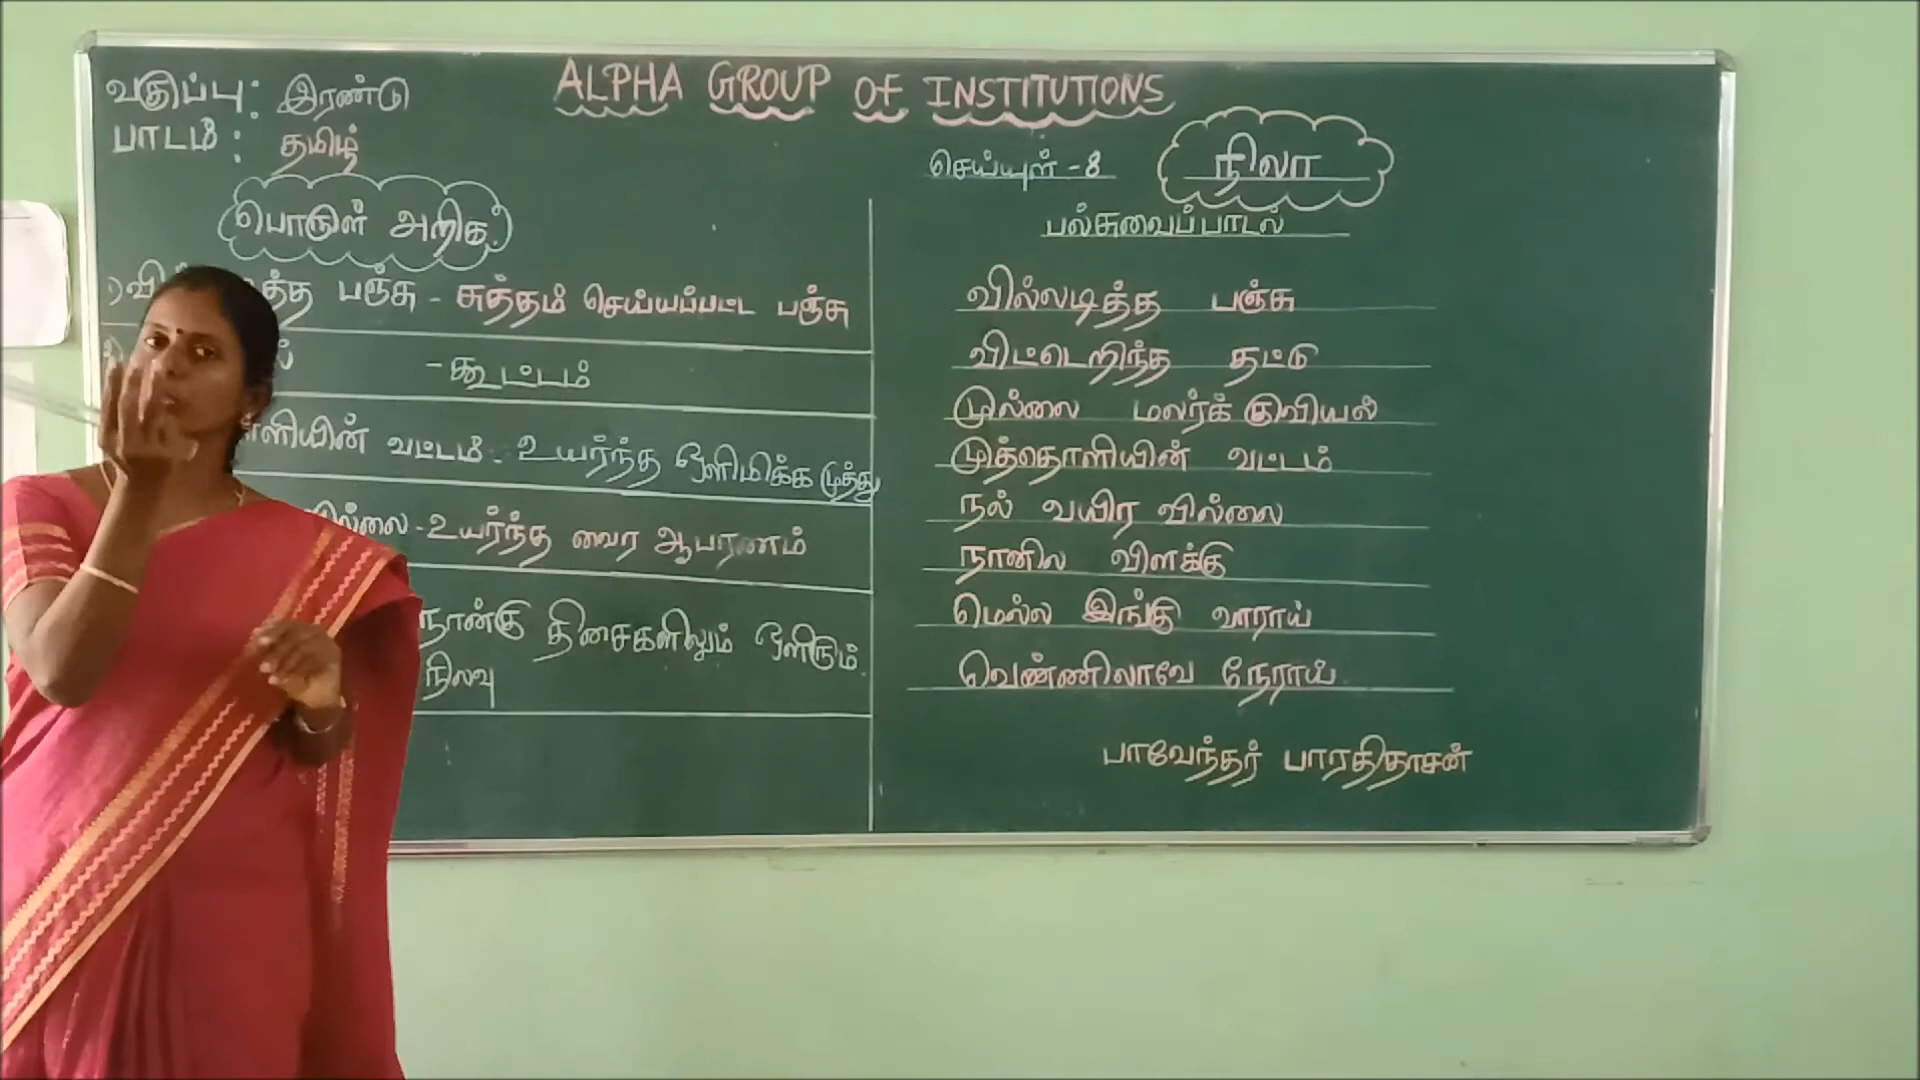 ALPHA GROUP OF INSTITUTIONS
வகுப்பு: இரண்டு
பாடம்: தமிழ்
பொருள் அறிக.
பஞ்சு - சுத்தம் செய்யப்பட்ட பஞ்சு
- கூட்டம்
வட்டம் - உயர்ந்த ஒளிமிக்க முத்து
- உயர்ந்த வைர ஆபரணம்
நான்கு திசைகளிலும் ஒளிரும்
நிலவு
செய்யுள் - 8
நிலா
பல்சுவைப்பாடல்
வில்லடித்த பஞ்சு
விட்டெறிந்த தட்டு
முல்லை மலர்க் குவியல்
முத்தொளியின் வட்டம்
நல் வயிர வில்லை
நானில விளக்கு
மெல்ல இங்கு வாராய்
வெண்ணிலாவே நேராய்
பாவேந்தர் பாரதிதாசன்